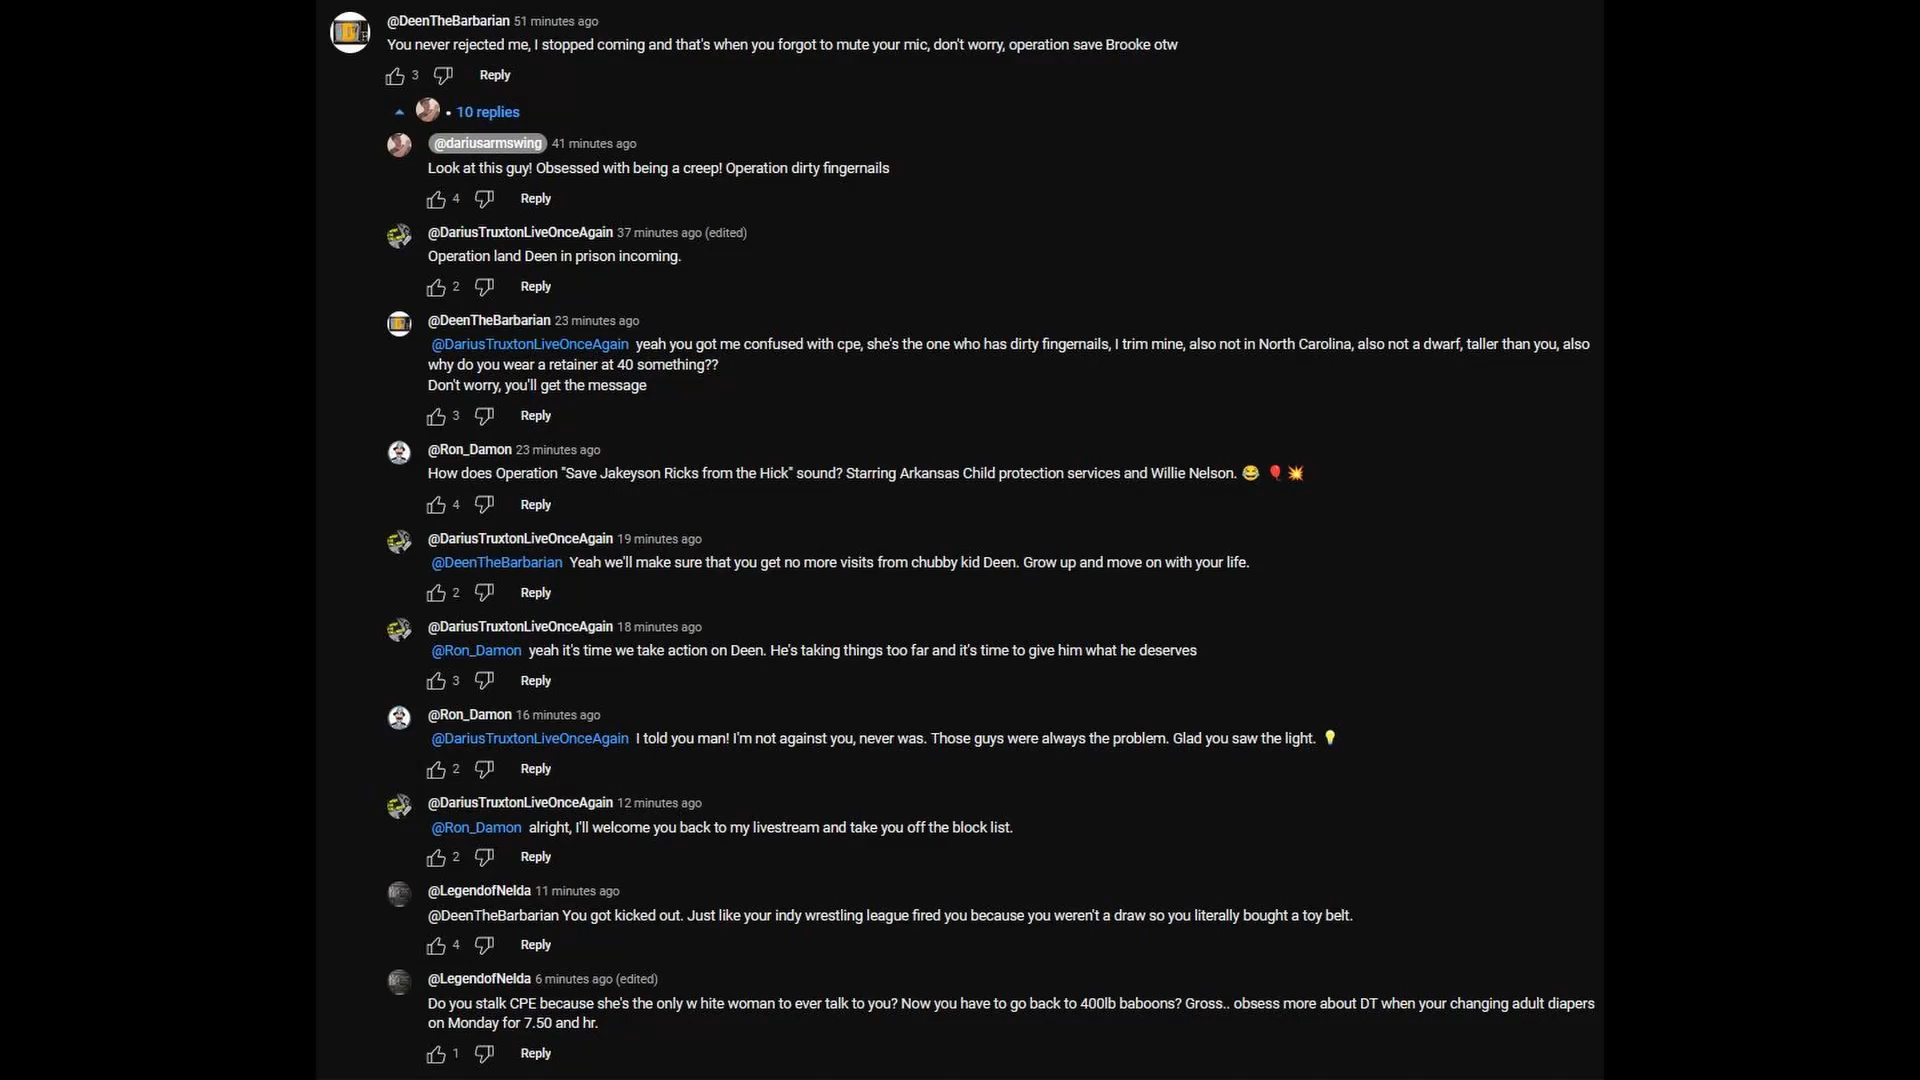 @DeenTheBarbarian 51 minutes ago
You never rejected me, I stopped coming and that's when you forgot to mute your mic, don't worry, operation save Brooke otw
3 Reply
• 10 replies
@dariusarmswing 41 minutes ago
Look at this guy! Obsessed with being a creep! Operation dirty fingernails
4 Reply
@DariusTruxtonLiveOnceAgain 37 minutes ago (edited)
Operation land Deen in prison incoming.
2 Reply
@DeenTheBarbarian 23 minutes ago
@DariusTruxtonLiveOnceAgain yeah you got me confused with cpe, she's the one who has dirty fingernails, I trim mine, also not in North Carolina, also not a dwarf, taller than you, also
why do you wear a retainer at 40 something??
Don't worry, you'll get the message
3 Reply
@Ron_Damon 23 minutes ago
How does Operation "Save Jakeyson Ricks from the Hick" sound? Starring Arkansas Child protection services and Willie Nelson. 😂 🎈 💥
4 Reply
@DariusTruxtonLiveOnceAgain 19 minutes ago
@DeenTheBarbarian Yeah we'll make sure that you get no more visits from chubby kid Deen. Grow up and move on with your life.
2 Reply
@DariusTruxtonLiveOnceAgain 18 minutes ago
@Ron_Damon yeah it's time we take action on Deen. He's taking things too far and it's time to give him what he deserves
3 Reply
@Ron_Damon 16 minutes ago
@DariusTruxtonLiveOnceAgain I told you man! I'm not against you, never was. Those guys were always the problem. Glad you saw the light. 💡
2 Reply
@DariusTruxtonLiveOnceAgain 12 minutes ago
@Ron_Damon alright, I'll welcome you back to my livestream and take you off the block list.
2 Reply
@LegendofNelda 11 minutes ago
@DeenTheBarbarian You got kicked out. Just like your indy wrestling league fired you because you weren't a draw so you literally bought a toy belt.
4 Reply
@LegendofNelda 6 minutes ago (edited)
Do you stalk CPE because she's the only w hite woman to ever talk to you? Now you have to go back to 400lb baboons? Gross.. obsess more about DT when your changing adult diapers
on Monday for 7.50 and hr.
1 Reply